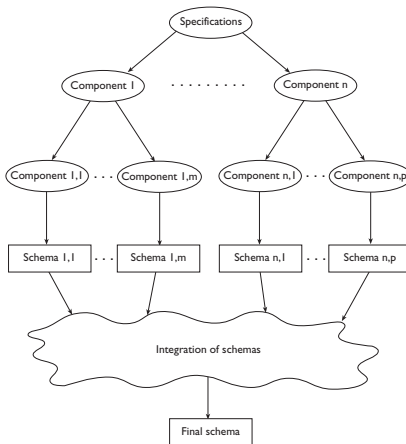 Specifications
Component 1
. . . . . . . . .
Component n
Component 1,1
. . .
Component 1,m
Component n,1
. . .
Component n,p
Schema 1,1
. . .
Schema 1,m
Schema n,1
. . .
Schema n,p
Integration of schemas
Final schema